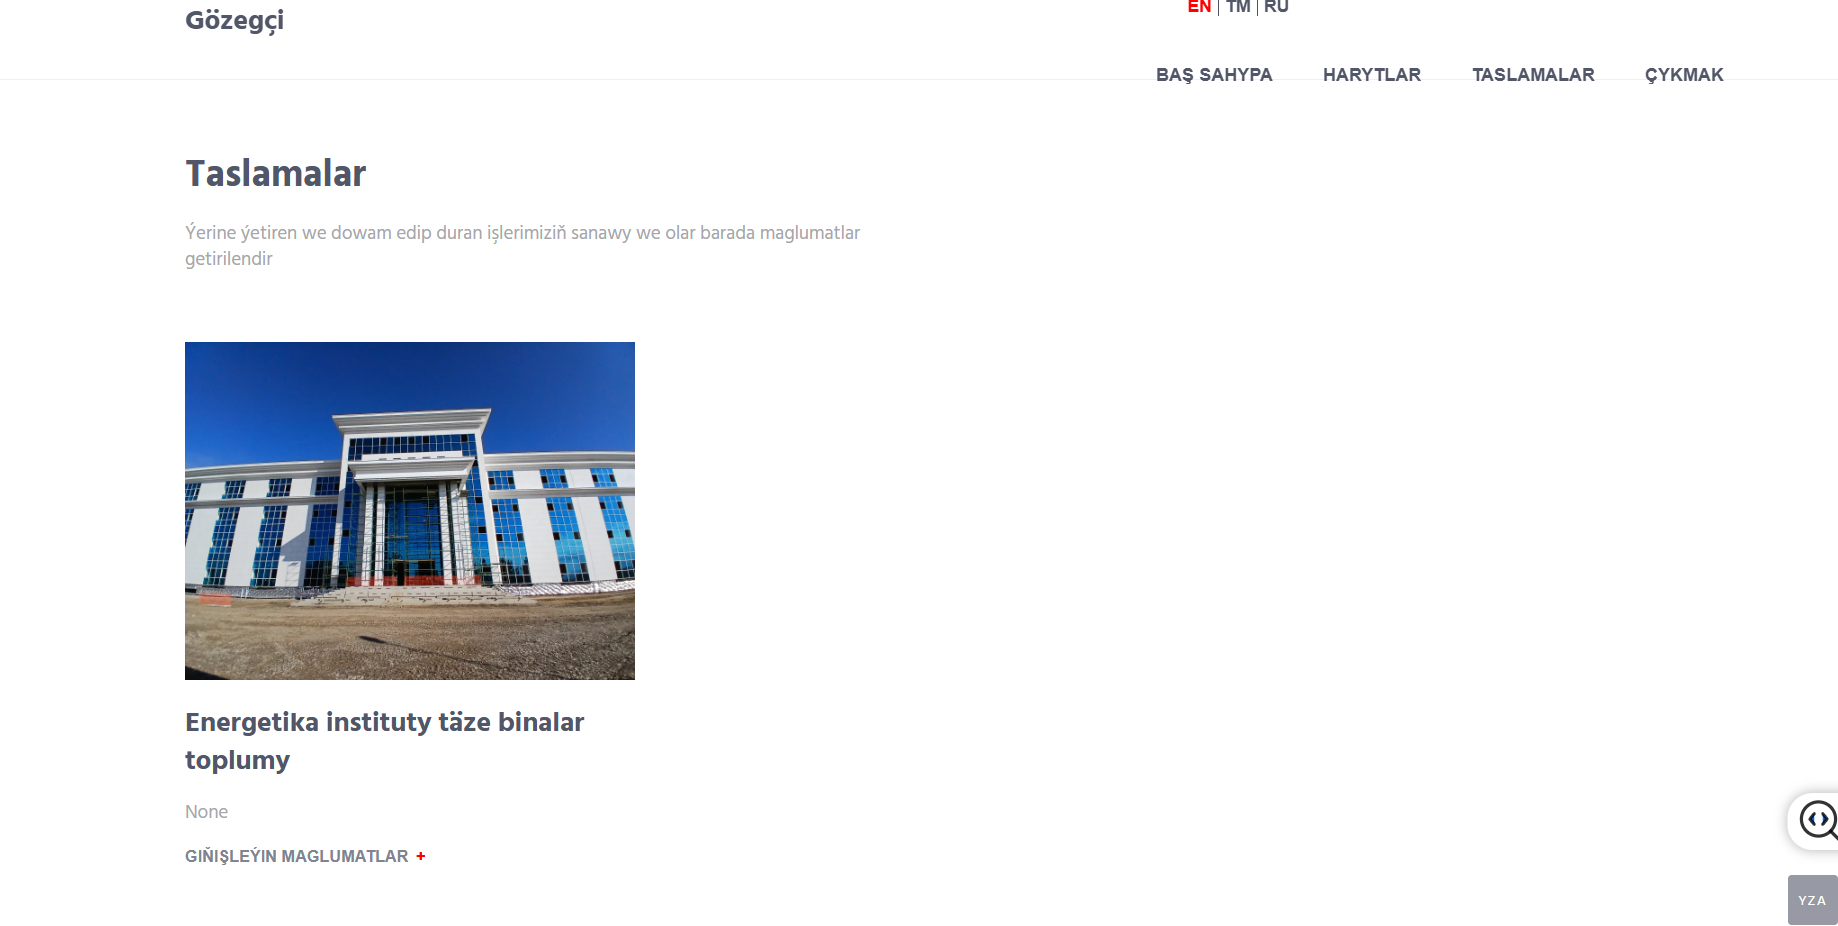 Gözegçi
EN | TM | RU
BAŞ SAHYPA HARYTLAR TASLAMALAR ÇYKMAK
Taslamalar
Ýerine ýetiren we dowam edip duran işlerimiziň sanawy we olar barada maglumatlar
getirilendir
Energetika instituty täze binalar
toplumy
None
GIŇIŞLEÝIN MAGLUMATLAR +
YZA